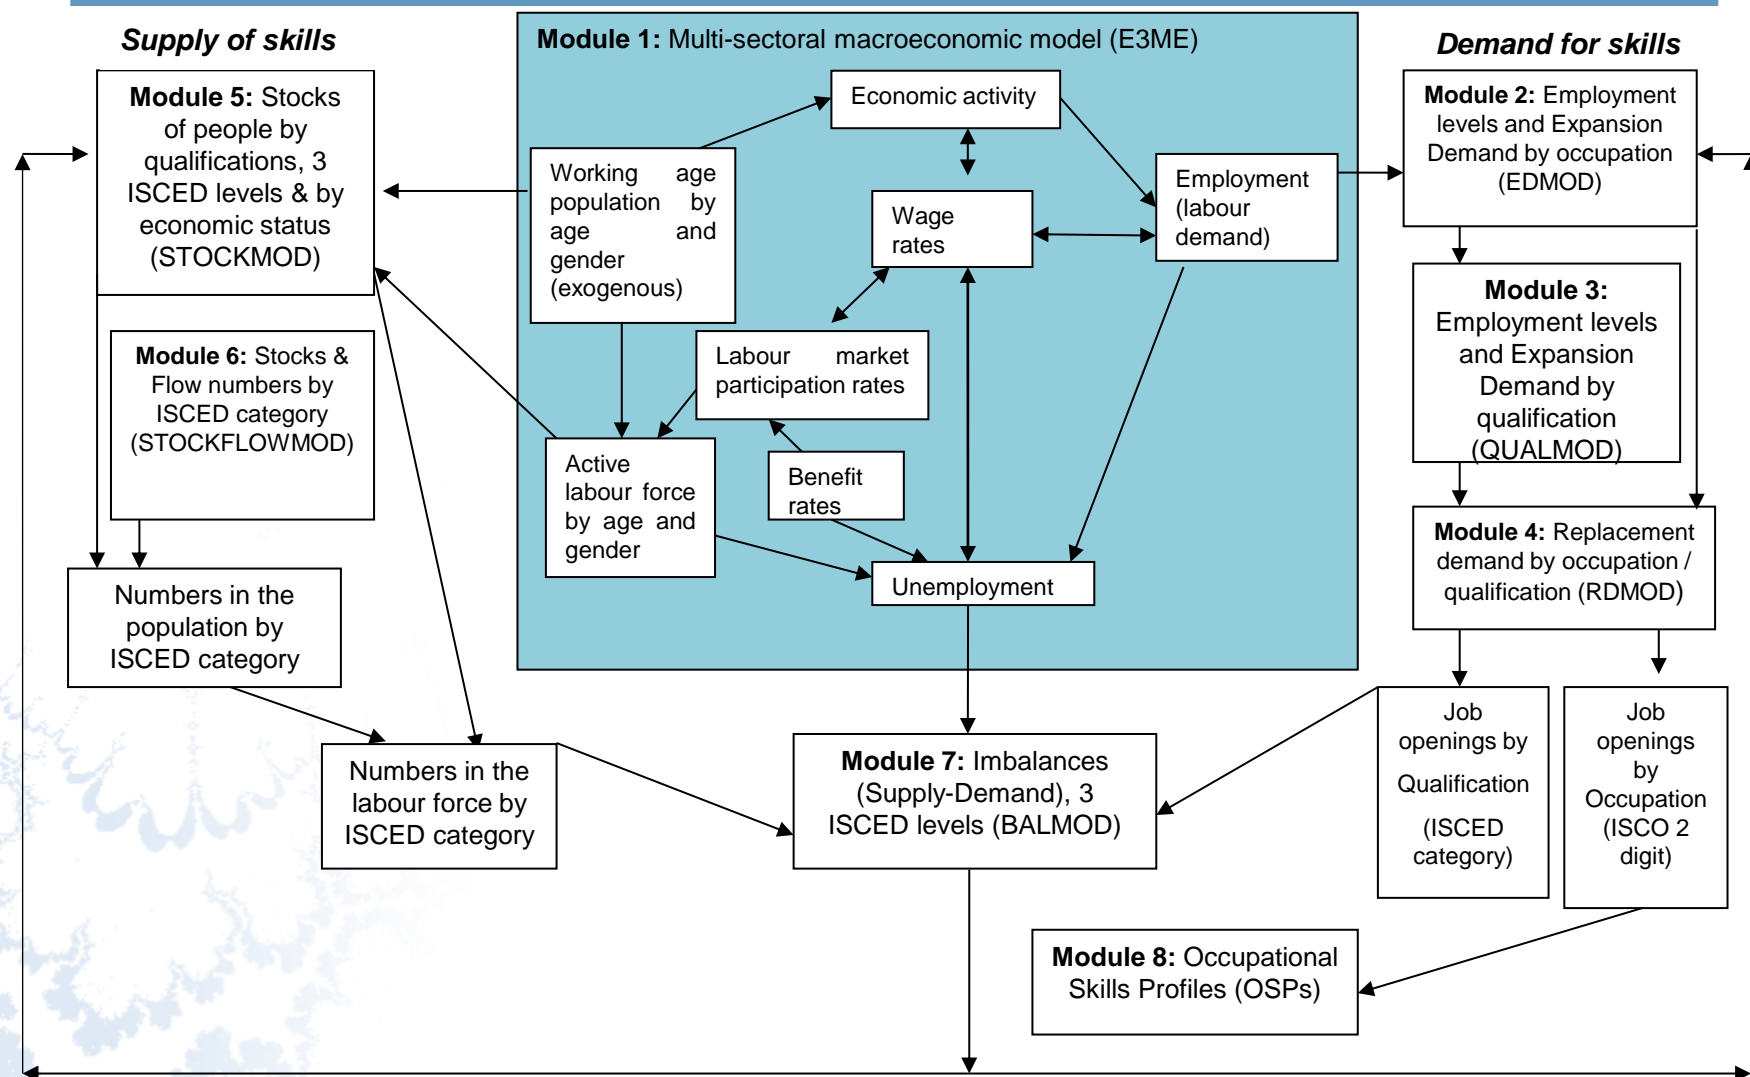 Supply of skills
Module 1: Multi-sectoral macroeconomic model (E3ME)
Demand for skills
Module 5: Stocks
of people by
qualifications, 3
ISCED levels & by
economic status
(STOCKMOD)
Economic activity
Module 2: Employment
levels and Expansion
Demand by occupation
(EDMOD)
Working age
population by
age and
gender
(exogenous)
Wage
rates
Employment
(labour
demand)
Module 3:
Employment levels
and Expansion
Demand by
qualification
(QUALMOD)
Module 6: Stocks &
Flow numbers by
ISCED category
(STOCKFLOWMOD)
Labour market
participation rates
Active
labour force
by age and
gender
Benefit
rates
Module 4: Replacement
demand by occupation /
qualification (RDMOD)
Unemployment
Numbers in the
population by
ISCED category
Numbers in the
labour force by
ISCED category
Module 7: Imbalances
(Supply-Demand), 3
ISCED levels (BALMOD)
Job
openings by
Qualification
(ISCED
category)
Job
openings
by
Occupation
(ISCO 2
digit)
Module 8: Occupational
Skills Profiles (OSPs)